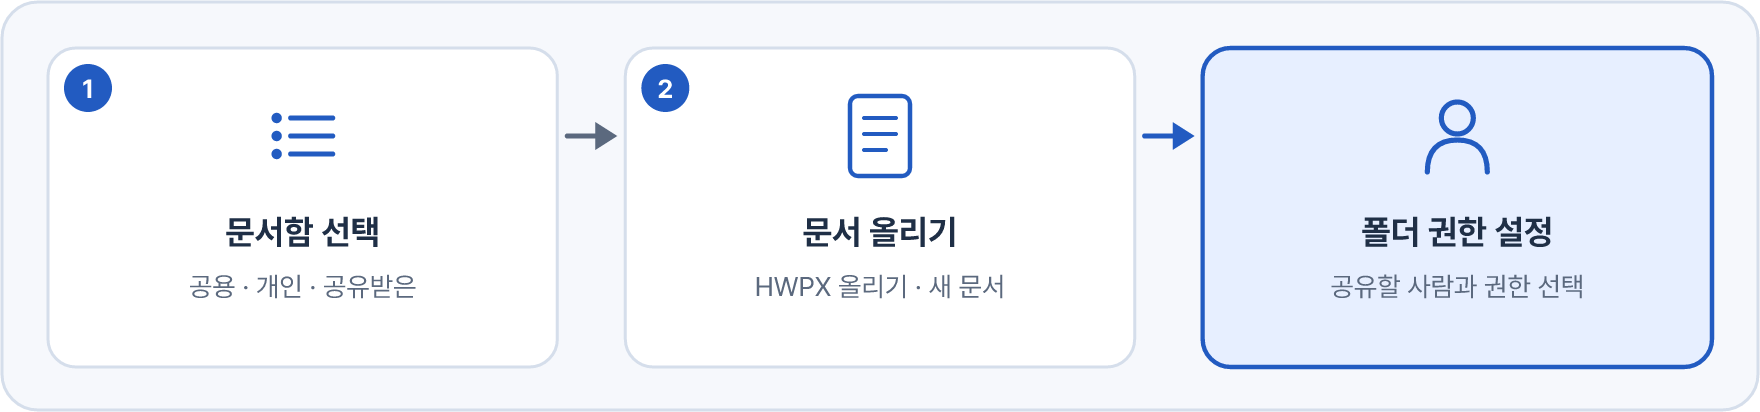 1
문서함 선택
공용 · 개인 · 공유받은
2
문서 올리기
HWPX 올리기 · 새 문서
폴더 권한 설정
공유할 사람과 권한 선택